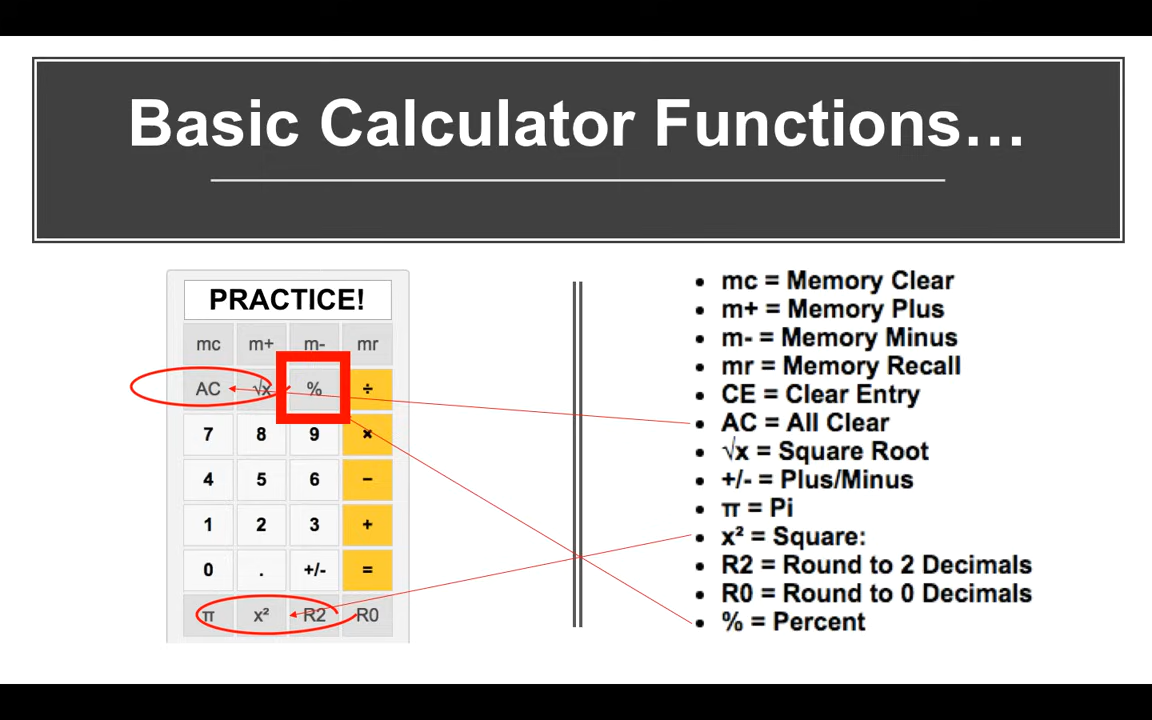 Basic Calculator Functions…
PRACTICE!
mc m+ m- mr
AC √x % ÷
7 8 9 ×
4 5 6 −
1 2 3 +
0 . +/- =
π x² R2 R0
• mc = Memory Clear
• m+ = Memory Plus
• m- = Memory Minus
• mr = Memory Recall
• CE = Clear Entry
• AC = All Clear
• √x = Square Root
• +/- = Plus/Minus
• π = Pi
• x² = Square:
• R2 = Round to 2 Decimals
• R0 = Round to 0 Decimals
• % = Percent